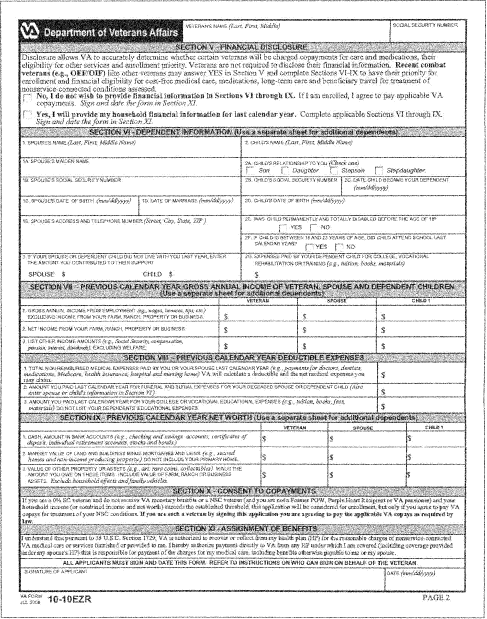 Department of Veterans Affairs
VETERANS NAME (Last, First, Middle)
SOCIAL SECURITY NUMBER
SECTION V - FINANCIAL DISCLOSURE
Disclosure allows VA to accurately determine whether certain veterans will be charged copayments for care and medications, their
eligibility for other services and enrollment priority. Veterans are not required to disclose their financial information. Recent combat
veterans (e.g., OEF/OIF) like other veterans may answer YES in Section V and complete Sections VI-IX to have their priority for
enrollment and financial eligibility for cost-free medical care, medications, long-term care and beneficiary travel for treatment of
nonservice-connected conditions assessed.
No, I do not wish to provide financial information in Sections VI through IX. If I am enrolled, I agree to pay applicable VA
copayments. Sign and date the form in Section XI.
Yes, I will provide my household financial information for last calendar year. Complete applicable Sections VI through IX.
Sign and date the form in Section XI.
SECTION VI - DEPENDENT INFORMATION (Use a separate sheet for additional dependents)
1. SPOUSE'S NAME (Last, First, Middle Name)
2. CHILD'S NAME (Last, First, Middle Name)
1A. SPOUSE'S MAIDEN NAME
2A. CHILD'S RELATIONSHIP TO YOU (Check one)
Son Daughter Stepson Stepdaughter
1B. SPOUSE'S SOCIAL SECURITY NUMBER
2B. CHILD'S SOCIAL SECURITY NUMBER
2C. DATE CHILD BECAME YOUR DEPENDENT
(mm/dd/yyyy)
1C. SPOUSE'S DATE OF BIRTH (mm/dd/yyyy)
1D. DATE OF MARRIAGE (mm/dd/yyyy)
2D. CHILD'S DATE OF BIRTH (mm/dd/yyyy)
1E. SPOUSE'S ADDRESS AND TELEPHONE NUMBER (Street, City, State, ZIP)
2E. WAS CHILD PERMANENTLY AND TOTALLY DISABLED BEFORE THE AGE OF 18?
YES NO
2F. IF CHILD IS BETWEEN 18 AND 23 YEARS OF AGE, DID CHILD ATTEND SCHOOL LAST
CALENDAR YEAR? YES NO
3. IF YOUR SPOUSE OR DEPENDENT CHILD DID NOT LIVE WITH YOU LAST YEAR, ENTER
THE AMOUNT YOU CONTRIBUTED TO THEIR SUPPORT
SPOUSE $ CHILD $
2G. EXPENSES PAID BY YOUR DEPENDENT CHILD FOR COLLEGE, VOCATIONAL
REHABILITATION OR TRAINING (e.g., tuition, books, materials)
$
SECTION VII - PREVIOUS CALENDAR YEAR GROSS ANNUAL INCOME OF VETERAN, SPOUSE AND DEPENDENT CHILDREN
(Use a separate sheet for additional dependents)
VETERAN SPOUSE CHILD 1
1. GROSS ANNUAL INCOME FROM EMPLOYMENT (e.g., wages, bonuses, tips, etc.)
EXCLUDING INCOME FROM YOUR FARM, RANCH, PROPERTY OR BUSINESS
$ $ $
2. NET INCOME FROM YOUR FARM, RANCH, PROPERTY OR BUSINESS
$ $ $
3. LIST OTHER INCOME AMOUNTS (e.g., Social Security, compensation,
pension, interest, dividends). EXCLUDING WELFARE.
$ $ $
SECTION VIII - PREVIOUS CALENDAR YEAR DEDUCTIBLE EXPENSES
1. TOTAL NON-REIMBURSED MEDICAL EXPENSES PAID BY YOU OR YOUR SPOUSE LAST CALENDAR YEAR (e.g., payments for doctors, dentists,
medications, Medicare, health insurance, hospital and nursing home) VA will calculate a deductible and the net medical expenses you
may claim.
$
2. AMOUNT YOU PAID LAST CALENDAR YEAR FOR FUNERAL AND BURIAL EXPENSES FOR YOUR DECEASED SPOUSE OR DEPENDENT CHILD (Also
enter spouse or child's information in Section VI)
$
3. AMOUNT YOU PAID LAST CALENDAR YEAR FOR YOUR COLLEGE OR VOCATIONAL EDUCATIONAL EXPENSES (e.g., tuition, books, fees,
materials) DO NOT LIST YOUR DEPENDENTS' EDUCATIONAL EXPENSES.
$
SECTION IX - PREVIOUS CALENDAR YEAR NET WORTH (Use a separate sheet for additional dependents)
VETERAN SPOUSE CHILD 1
1. CASH, AMOUNT IN BANK ACCOUNTS (e.g., checking and savings accounts, certificates of
deposit, individual retirement accounts, stocks and bonds)
$ $ $
2. MARKET VALUE OF LAND AND BUILDINGS MINUS MORTGAGES AND LIENS (e.g., second
homes and non-income producing property.) DO NOT INCLUDE YOUR PRIMARY HOME.
$ $ $
3. VALUE OF OTHER PROPERTY OR ASSETS (e.g., art, rare coins, collectables) MINUS THE
AMOUNT YOU OWE ON THESE ITEMS. INCLUDE VALUE OF FARM, RANCH OR BUSINESS
ASSETS. Exclude household effects and family vehicles.
$ $ $
SECTION X - CONSENT TO COPAYMENTS
If you are a 0% SC veteran and do not receive VA monetary benefits or a NSC veteran (and you are not a Former POW, Purple Heart Recipient or VA pensioner) and your
household income (or combined income and net worth) exceeds the established threshold, this application will be considered for enrollment, but only if you agree to pay VA
copays for treatment of your NSC conditions. If you are such a veteran by signing this application you are agreeing to pay the applicable VA copays as required by
law.
SECTION XI - ASSIGNMENT OF BENEFITS
I understand that pursuant to 38 U.S.C. Section 1729, VA is authorized to recover or collect from my health plan (HP) for the reasonable charges of nonservice-connected
VA medical care or services furnished or provided to me. I hereby authorize payment directly to VA from any HP under which I am covered (including coverage provided
under my spouse's HP) that is responsible for payment of the charges for my medical care, including benefits otherwise payable to me or my spouse.
ALL APPLICANTS MUST SIGN AND DATE THIS FORM. REFER TO INSTRUCTIONS ON WHO CAN SIGN ON BEHALF OF THE VETERAN
SIGNATURE OF APPLICANT
DATE (mm/dd/yyyy)
VA FORM
10-10EZR
PAGE 2